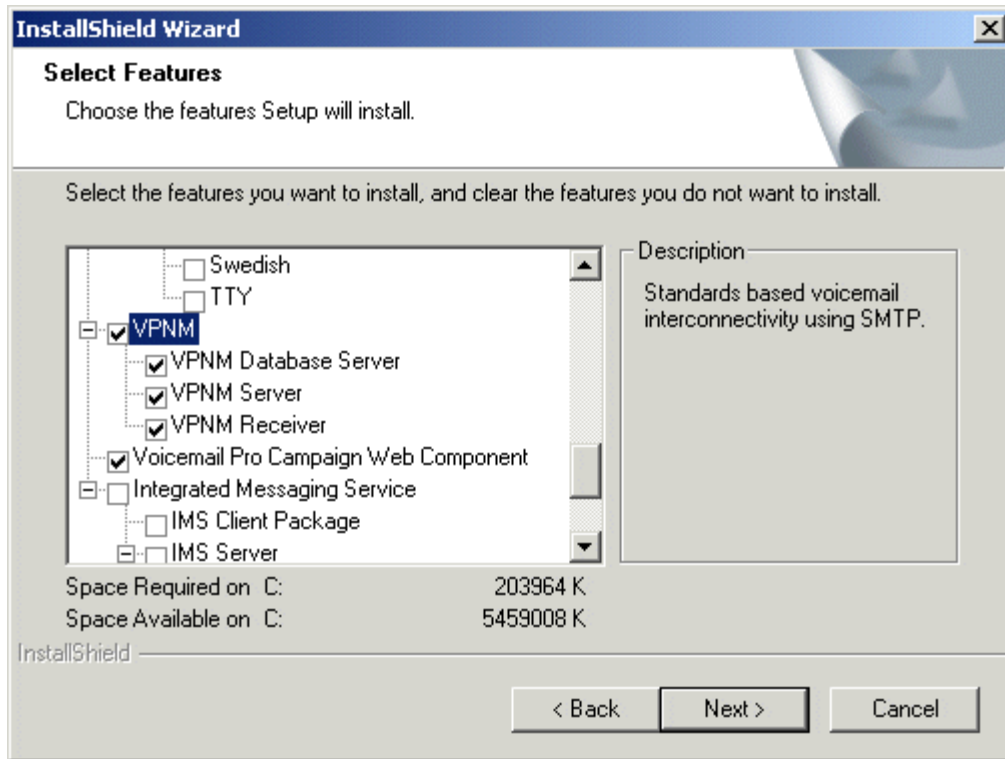 InstallShield Wizard
Select Features
Choose the features Setup will install.
Select the features you want to install, and clear the features you do not want to install.
Swedish
TTY
VPNM
VPNM Database Server
VPNM Server
VPNM Receiver
Voicemail Pro Campaign Web Component
Integrated Messaging Service
IMS Client Package
IMS Server
Description
Standards based voicemail
interconnectivity using SMTP.
Space Required on C: 203964 K
Space Available on C: 5459008 K
InstallShield
< Back Next > Cancel